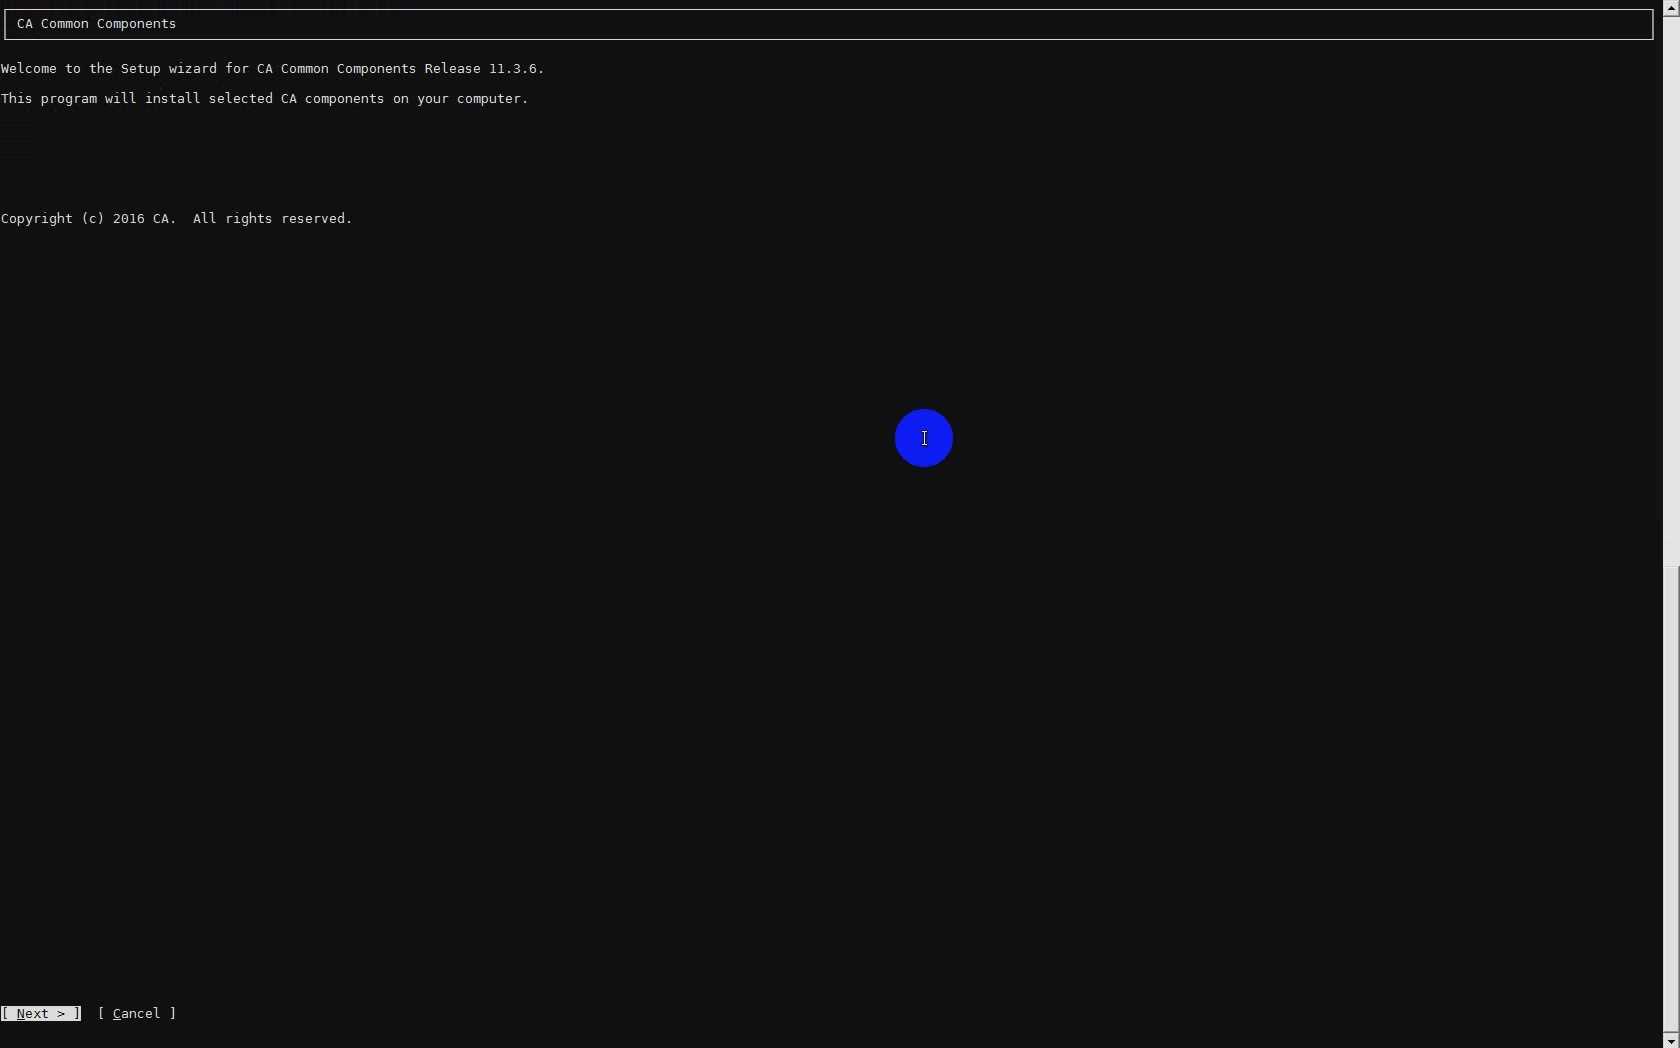 CA Common Components
Welcome to the Setup wizard for CA Common Components Release 11.3.6.
This program will install selected CA components on your computer.
Copyright (c) 2016 CA.  All rights reserved.
[ Next > ]  [ Cancel ]